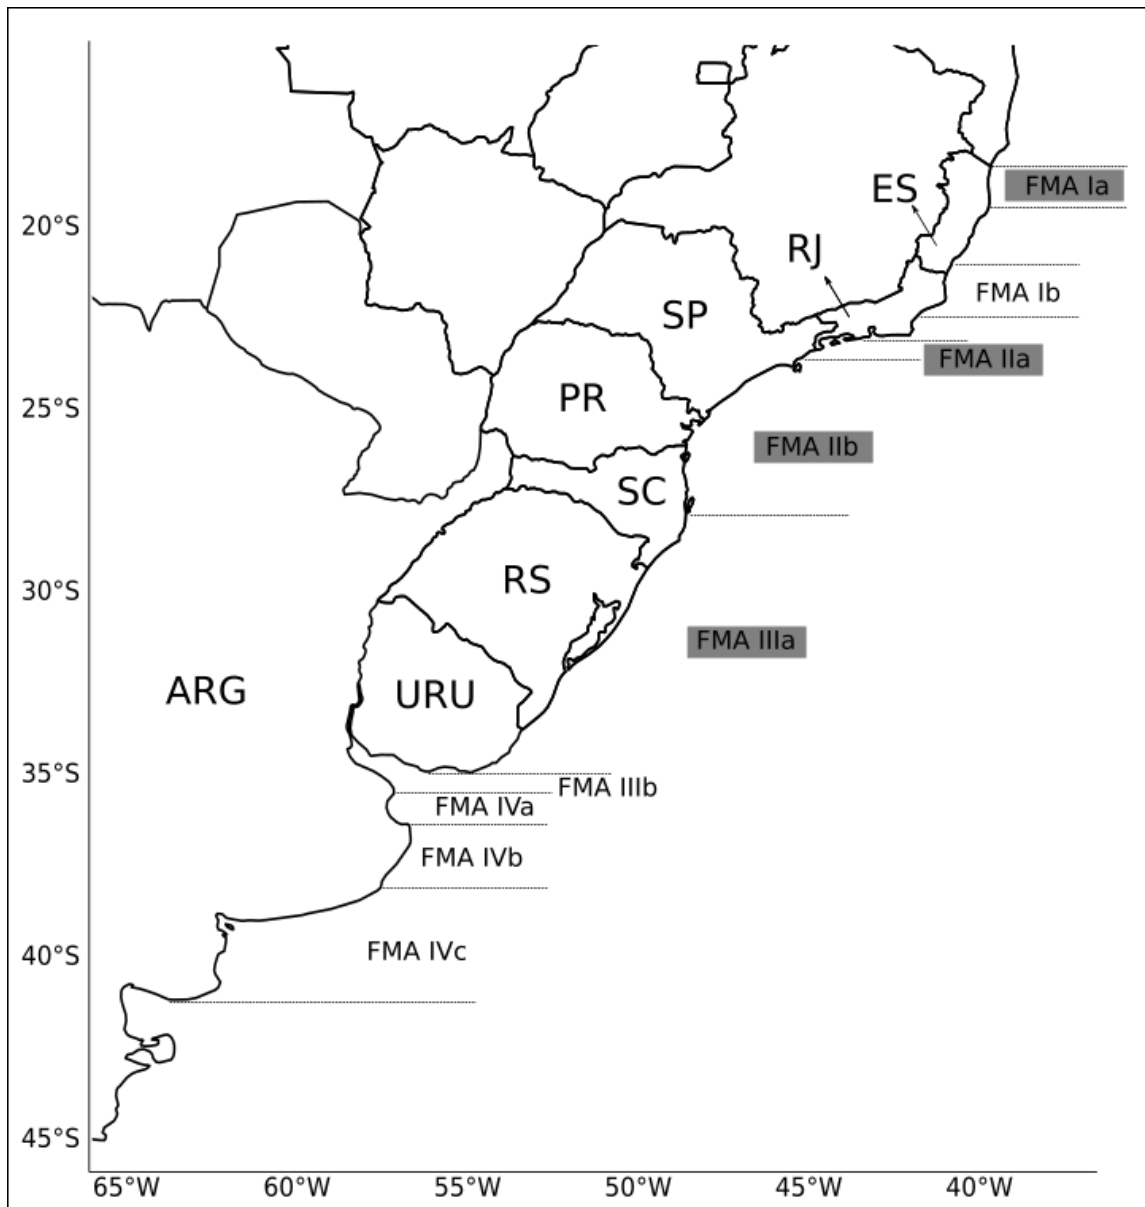 ES
FMA Ia
20°S
RJ
FMA Ib
SP
FMA IIa
PR
25°S
FMA IIb
SC
RS
30°S
FMA IIIa
ARG
URU
35°S
FMA IIIb
FMA IVa
FMA IVb
40°S
FMA IVc
45°S
65°W 60°W 55°W 50°W 45°W 40°W